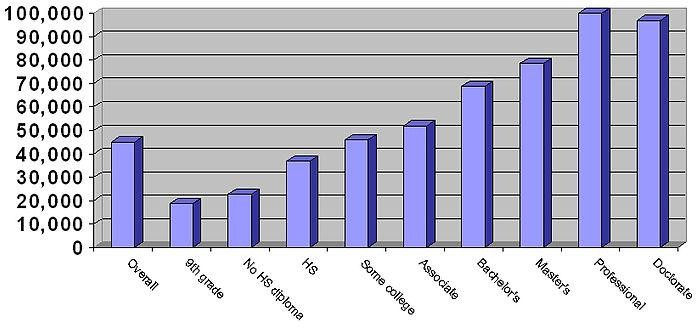 100,000
90,000
80,000
70,000
60,000
50,000
40,000
30,000
20,000
10,000
0
Overall
9th grade
No HS diploma
HS
Some college
Associate
Bachelor's
Master's
Professional
Doctorate